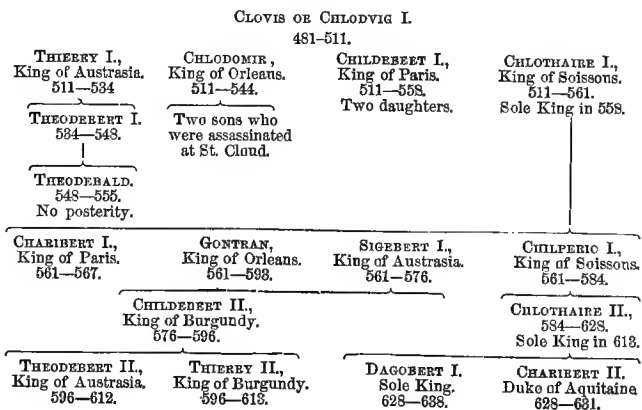 CLOVIS OR CHLODVIG I.
481–511.
THIERRY I.,
King of Austrasia.
511—534
CHLODOMIR,
King of Orleans.
511—544.
CHILDEBEET I.,
King of Paris.
511—558.
Two daughters.
CHLOTHAIRE I.,
King of Soissons.
511—561.
Sole King in 558.
THEODEBERT I.
534—548.
Two sons who
were assassinated
at St. Cloud.
THEODEBALD.
548—555.
No posterity.
CHARIBERT I.,
King of Paris.
561—567.
GONTRAN,
King of Orleans.
561—593.
SIGEBERT I.,
King of Austrasia.
561—576.
CHILPERIC I.,
King of Soissons.
561—584.
CHILDEBERT II.,
King of Burgundy.
576—596.
CHLOTHAIRE II.,
584—628.
Sole King in 613.
THEODEBERT II.,
King of Austrasia.
596—612.
THIERRY II.,
King of Burgundy.
596—613.
DAGOBERT I.
Sole King.
628—638.
CHARIBERT II.
Duke of Aquitaine
628—631.